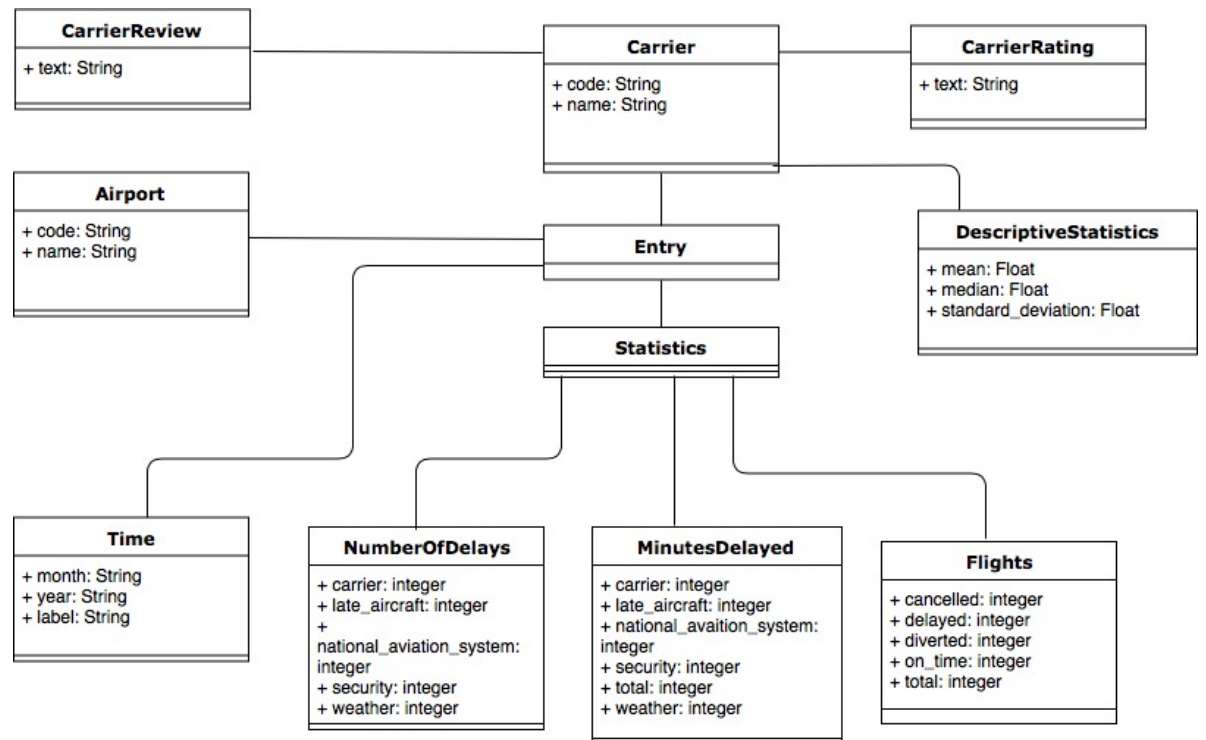 CarrierReview
+ text: String
Carrier
+ code: String
+ name: String
CarrierRating
+ text: String
Airport
+ code: String
+ name: String
Entry
DescriptiveStatistics
+ mean: Float
+ median: Float
+ standard_deviation: Float
Statistics
Time
+ month: String
+ year: String
+ label: String
NumberOfDelays
+ carrier: integer
+ late_aircraft: integer
+
national_aviation_system:
integer
+ security: integer
+ weather: integer
MinutesDelayed
+ carrier: integer
+ late_aircraft: integer
+ national_avaition_system:
integer
+ security: integer
+ total: integer
+ weather: integer
Flights
+ cancelled: integer
+ delayed: integer
+ diverted: integer
+ on_time: integer
+ total: integer